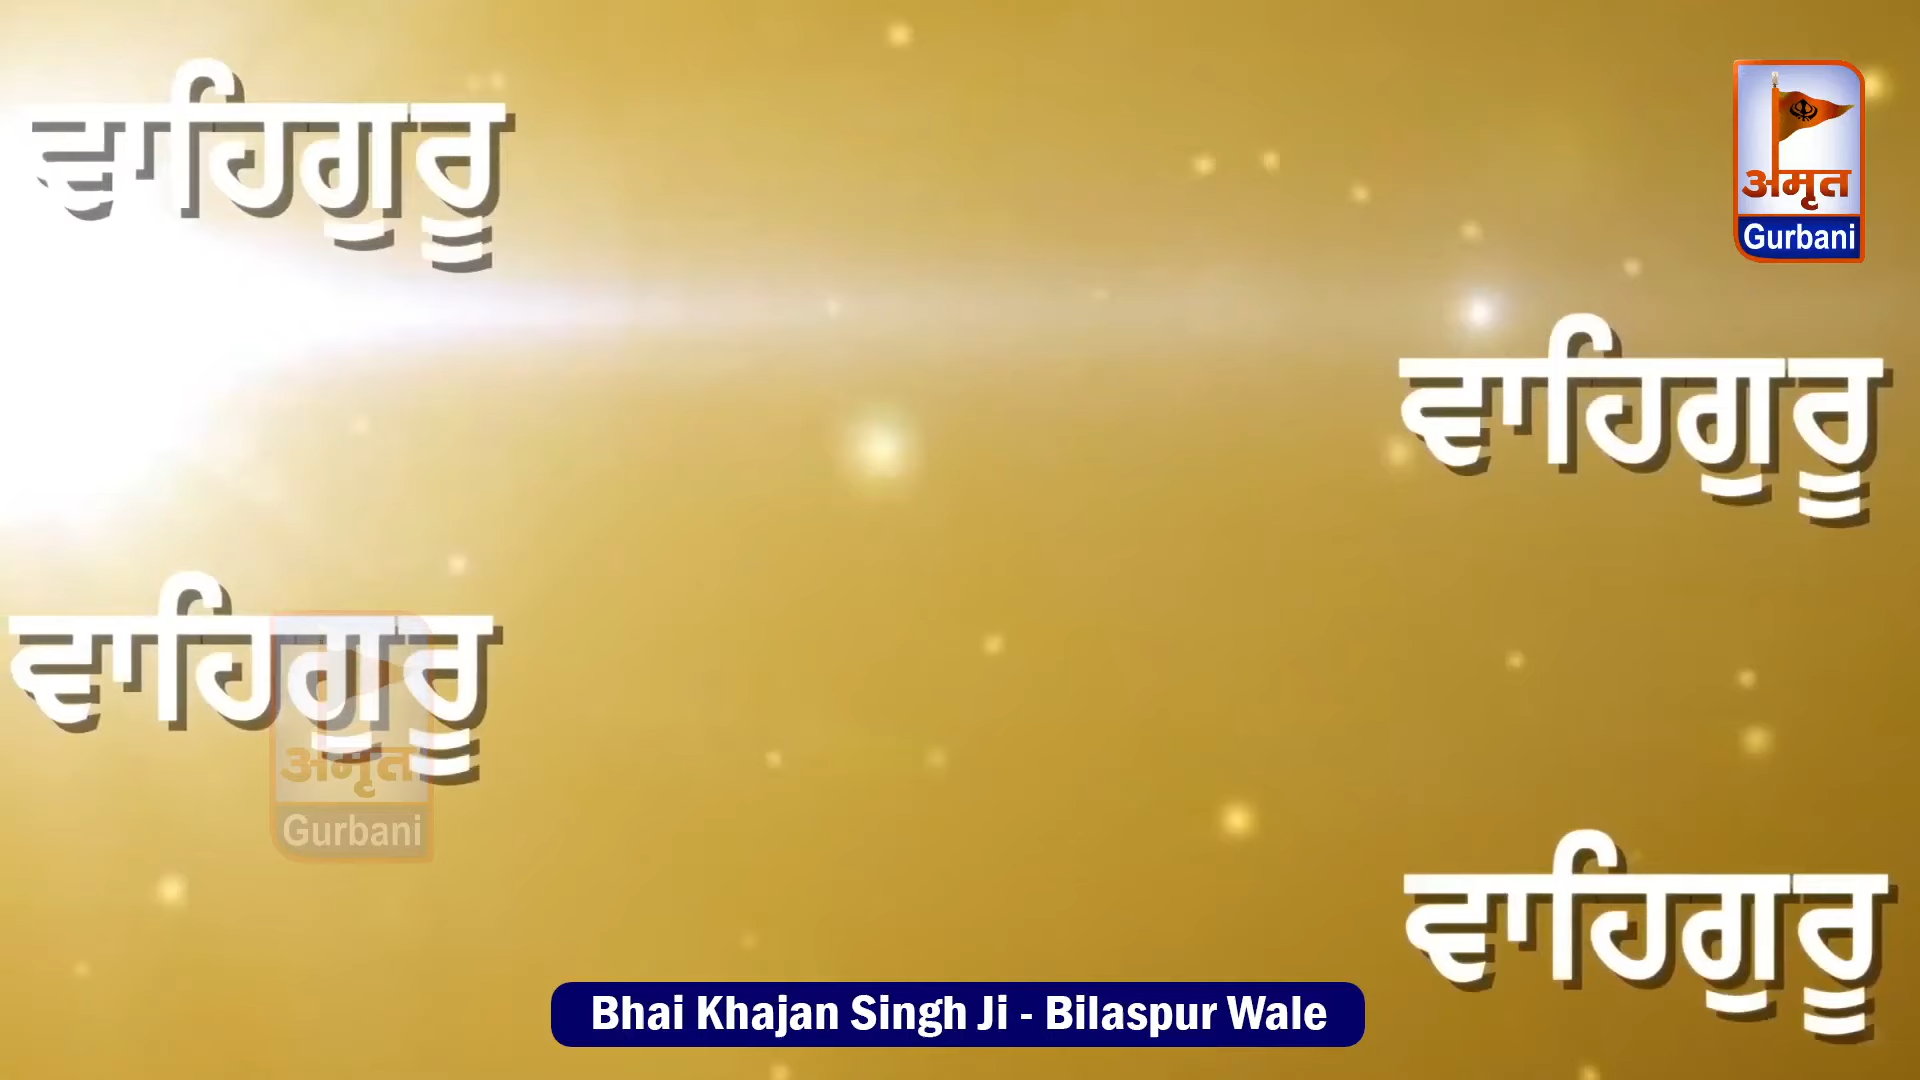 ਵਾਹਿਗੁਰੂ
अमृत
Gurbani
ਵਾਹਿਗੁਰੂ
ਵਾਹਿਗੁਰੂ
अमृत
Gurbani
ਵਾਹਿਗੁਰੂ
Bhai Khajan Singh Ji - Bilaspur Wale